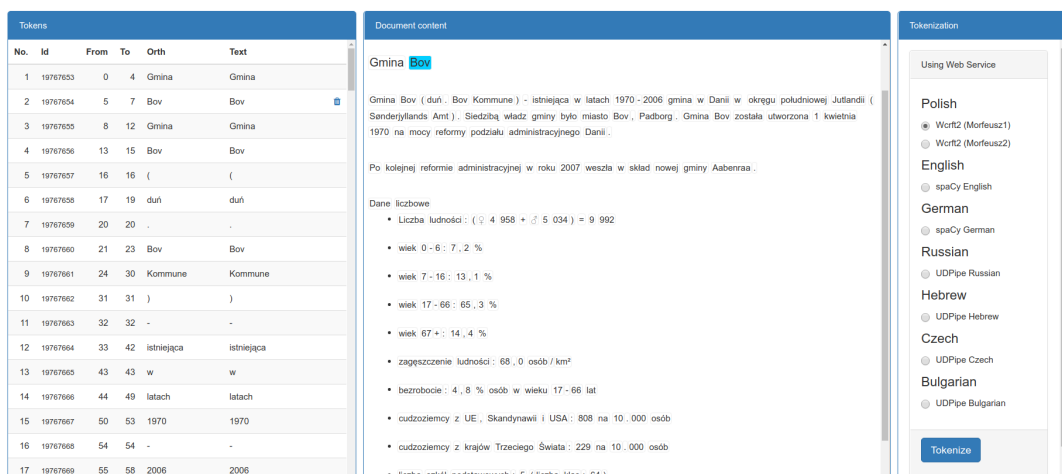 Tokens
No. Id From To Orth Text
1 19767653 0 4 Gmina Gmina
2 19767654 5 7 Bov Bov
3 19767655 8 12 Gmina Gmina
4 19767656 13 15 Bov Bov
5 19767657 16 16 ( (
6 19767658 17 19 duń duń
7 19767659 20 20 . .
8 19767660 21 23 Bov Bov
9 19767661 24 30 Kommune Kommune
10 19767662 31 31 ) )
11 19767663 32 32 - -
12 19767664 33 42 istniejąca istniejąca
13 19767665 43 43 w w
14 19767666 44 49 latach latach
15 19767667 50 53 1970 1970
16 19767668 54 54 - -
17 19767669 55 58 2006 2006
Document content
Gmina Bov
Gmina Bov ( duń . Bov Kommune ) - istniejąca w latach 1970 - 2006 gmina w Danii w okręgu południowej Jutlandii (
Sønderjyllands Amt ) . Siedzibą władz gminy było miasto Bov , Padborg . Gmina Bov została utworzona 1 kwietnia
1970 na mocy reformy podziału administracyjnego Danii .
Po kolejnej reformie administracyjnej w roku 2007 weszła w skład nowej gminy Aabenraa .
Dane liczbowe
• Liczba ludności : ( ♀ 4 958 + ♂ 5 034 ) = 9 992
• wiek 0 - 6 : 7 , 2 %
• wiek 7 - 16 : 13 , 1 %
• wiek 17 - 66 : 65 , 3 %
• wiek 67 + : 14 , 4 %
• zagęszczenie ludności : 68 , 0 osób / km²
• bezrobocie : 4 , 8 % osób w wieku 17 - 66 lat
• cudzoziemcy z UE , Skandynawii i USA : 808 na 10 . 000 osób
• cudzoziemcy z krajów Trzeciego Świata : 229 na 10 . 000 osób
Tokenization
Using Web Service
Polish
Wcrft2 (Morfeusz1)
Wcrft2 (Morfeusz2)
English
spaCy English
German
spaCy German
Russian
UDPipe Russian
Hebrew
UDPipe Hebrew
Czech
UDPipe Czech
Bulgarian
UDPipe Bulgarian
Tokenize